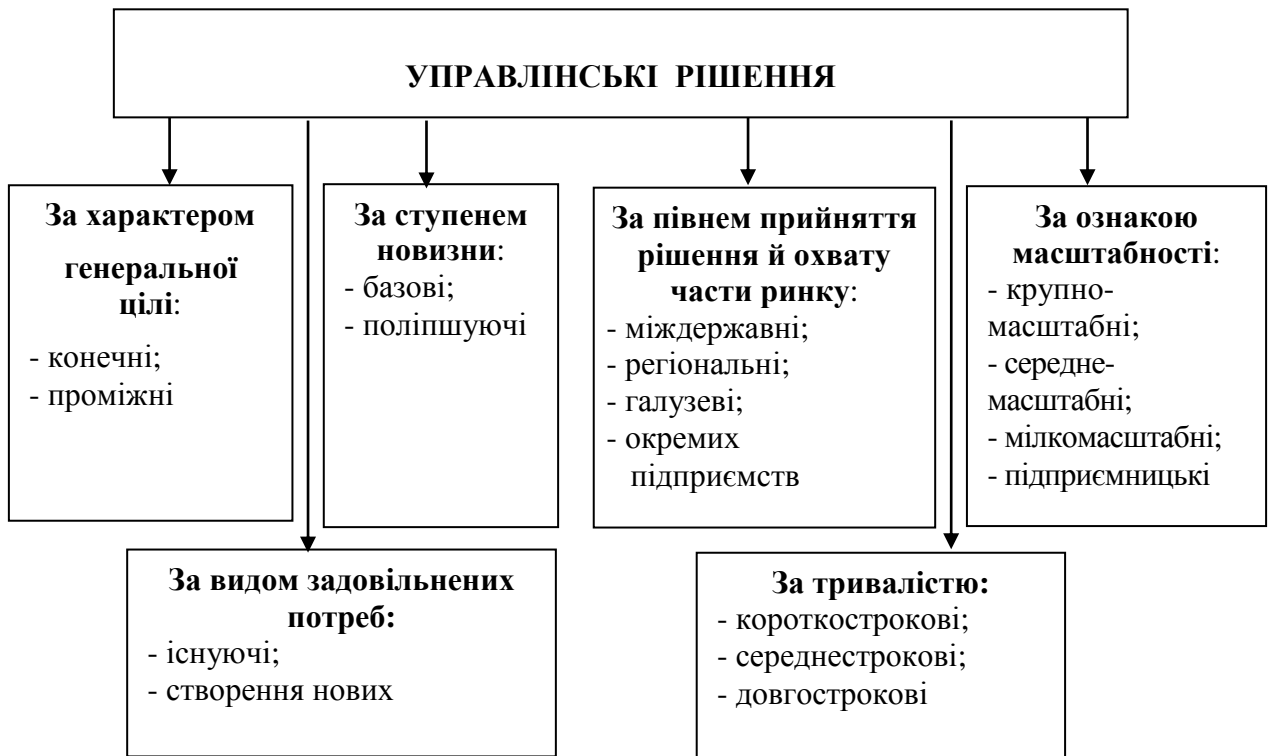 УПРАВЛІНСЬКІ РІШЕННЯ
За характером
генеральної
цілі:
- конечні;
- проміжні
За ступенем
новизни:
- базові;
- поліпшуючі
За півнем прийняття
рішення й охвату
части ринку:
- міждержавні;
- регіональні;
- галузеві;
- окремих
підприємств
За ознакою
масштабності:
- крупно-
масштабні;
- середне-
масштабні;
- мілкомасштабні;
- підприємницькі
За видом задовільнених
потреб:
- існуючі;
- створення нових
За тривалістю:
- короткострокові;
- середнестрокові;
- довгострокові